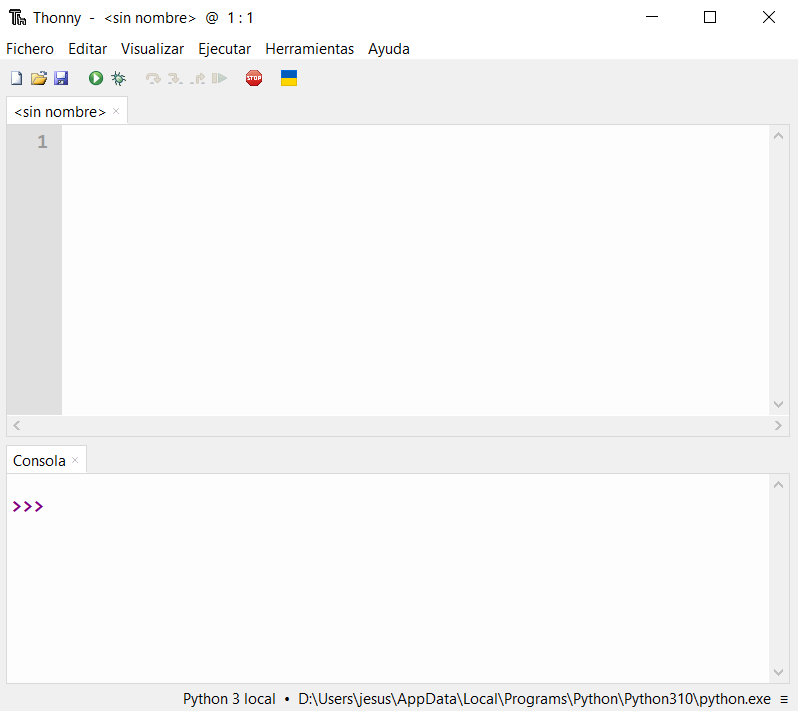 Th Thonny - <sin nombre> @ 1 : 1
Fichero Editar Visualizar Ejecutar Herramientas Ayuda
STOP
<sin nombre> ×
1
Consola ×
>>>
Python 3 local • D:\Users\jesus\AppData\Local\Programs\Python\Python310\python.exe ≡